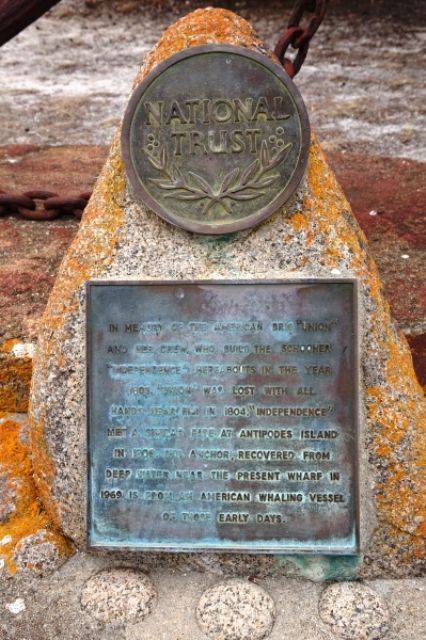 NATIONAL
TRUST
IN MEMORY OF THE AMERICAN BRIG "UNION"
AND HER CREW, WHO BUILT THE SCHOONER
"INDEPENDENCE" HEREABOUTS IN THE YEAR
1803. "UNION" WAS LOST WITH ALL
HANDS NEAR FIJI IN 1804, "INDEPENDENCE"
MET A SIMILAR FATE AT ANTIPODES ISLAND
IN THE ANCHOR, RECOVERED FROM
DEEP WATER NEAR THE PRESENT WHARF IN
1969 IS FROM AN AMERICAN WHALING VESSEL
OF THOSE EARLY DAYS.